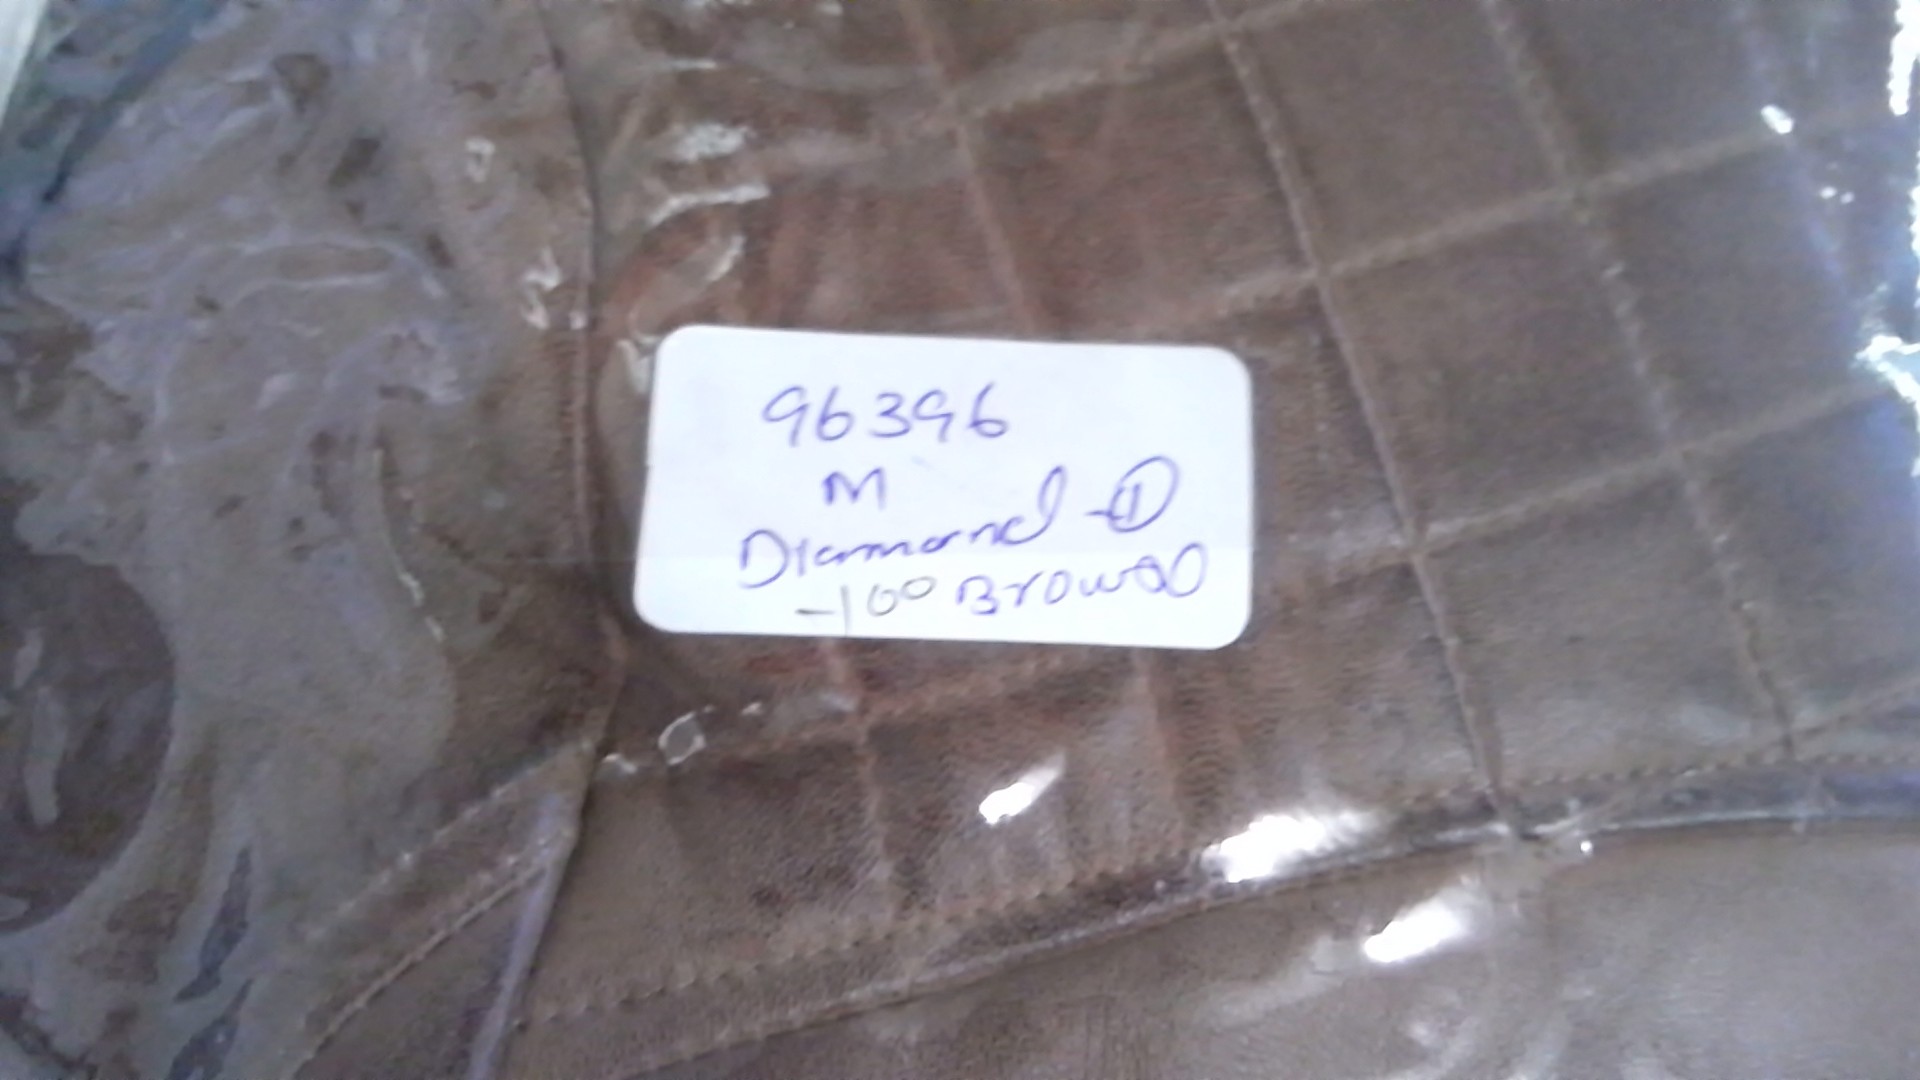 96396
M
Diamond -①
-100 Brown